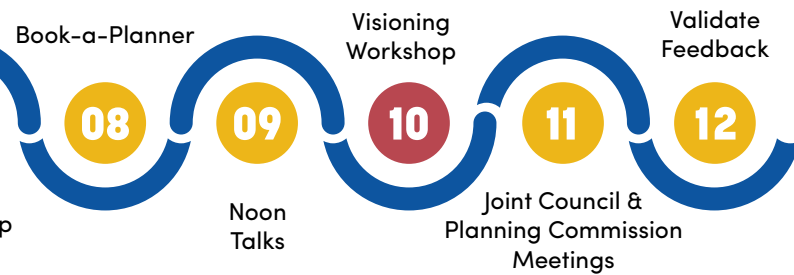 Book-a-Planner
08
09
Noon
Talks
Visioning
Workshop
10
11
Joint Council &
Planning Commission
Meetings
Validate
Feedback
12
p